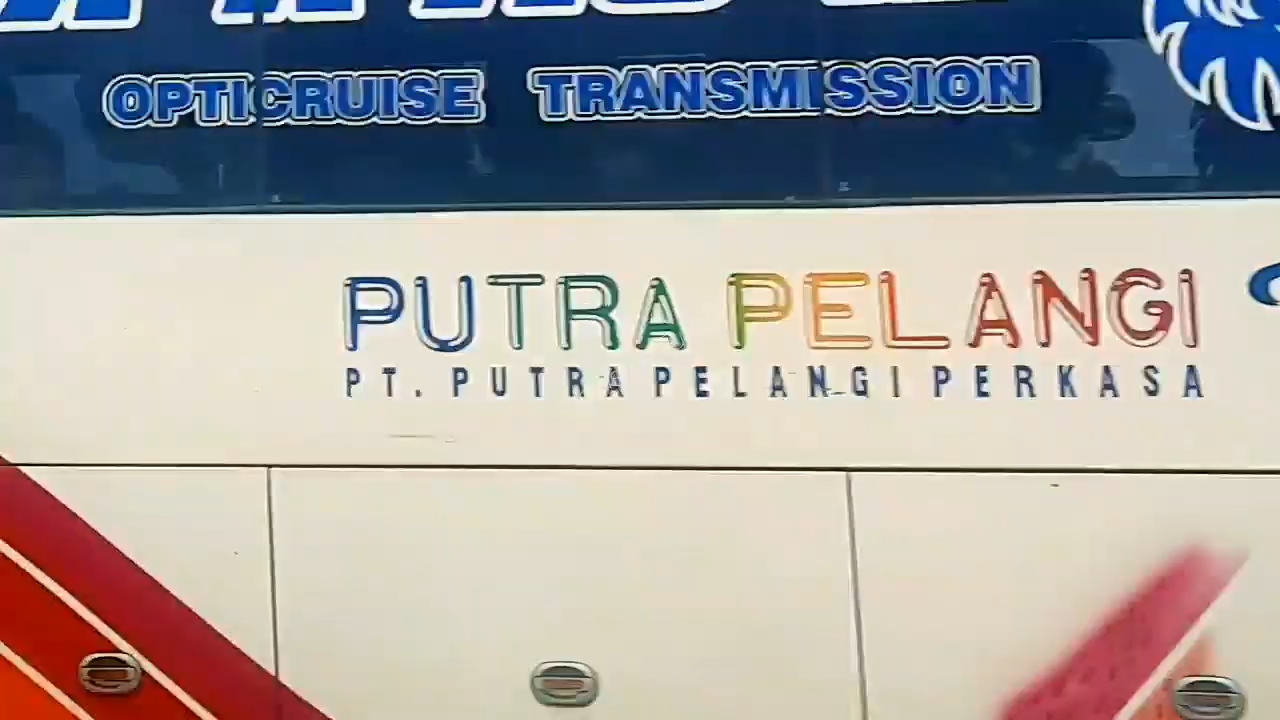 OPTICRUISE TRANSMISSION
PUTRA PELANGI
PT. PUTRA PELANGI PERKASA